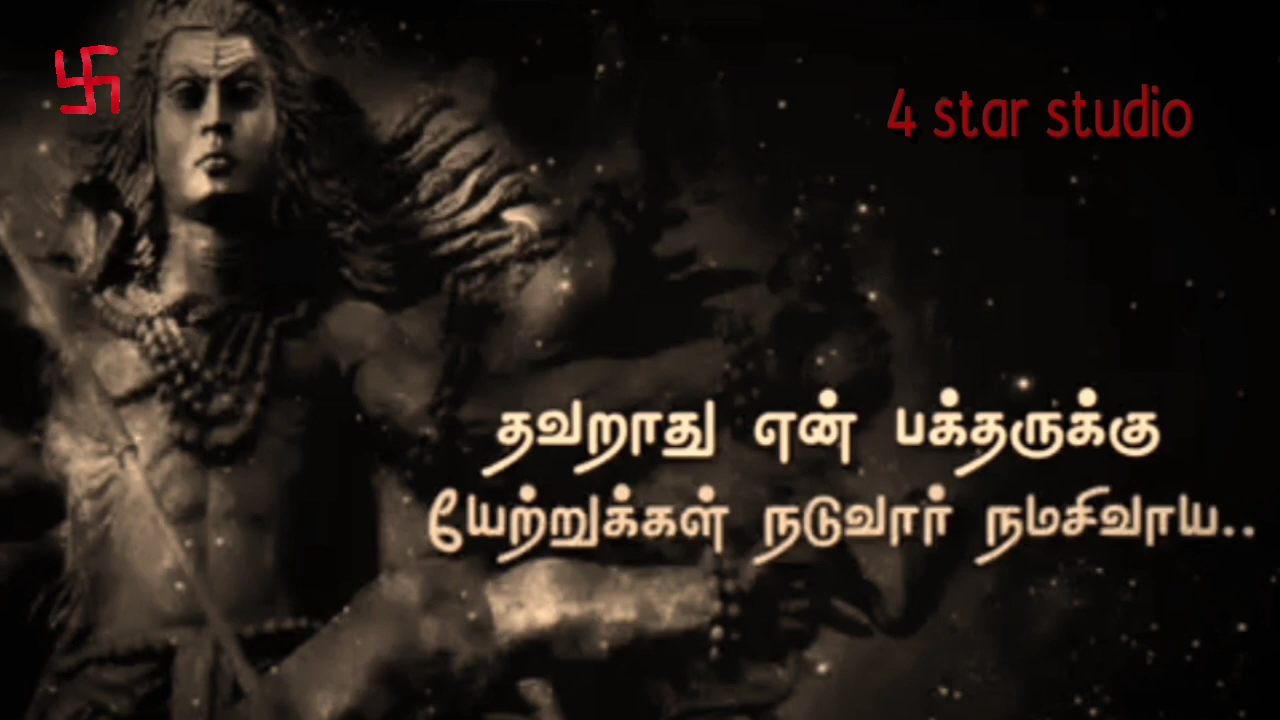 4 star studio
தவறாது என் பக்தருக்கு
யேற்றுக்கள் நடுவார் நமசிவாய..